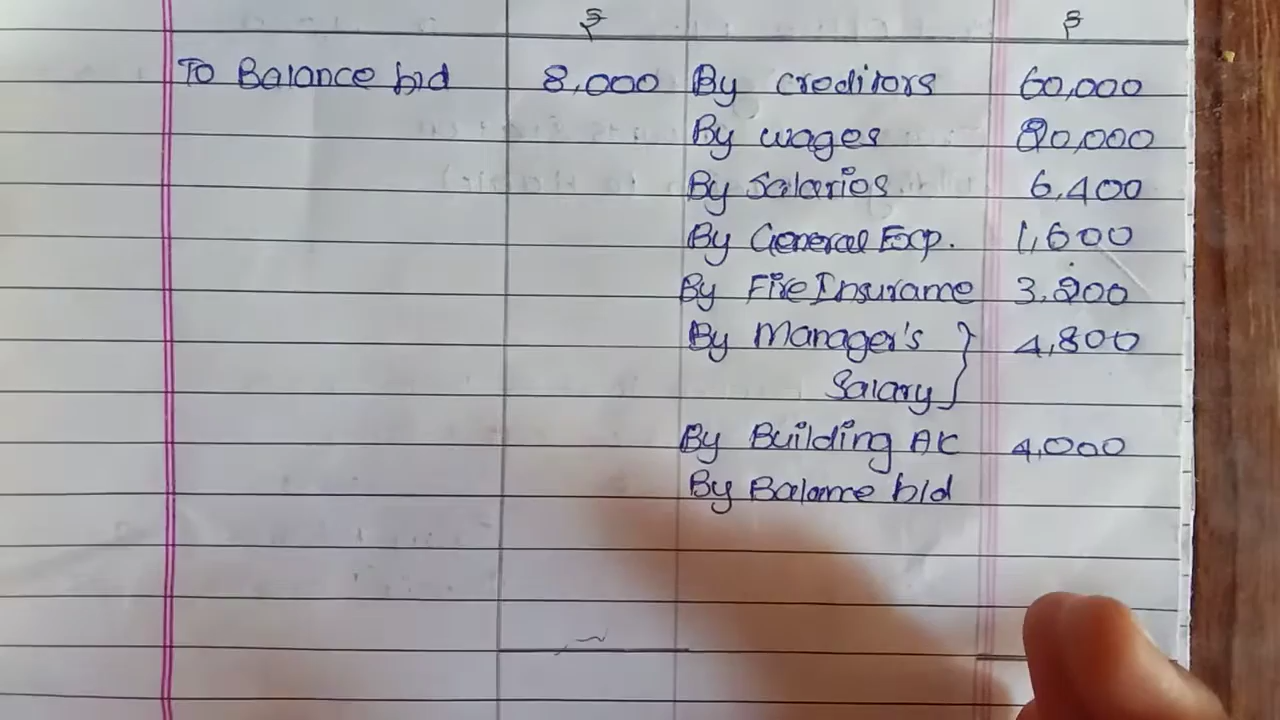 ₹ ₹
To Balance b/d 8,000 By Creditors 60,000
By wages 20,000
By Salaries 6,400
By General Exp. 1,600
By Fire Insurance 3,200
By Manager's 4,800
Salary
By Building A/c 4,000
By Balance b/d